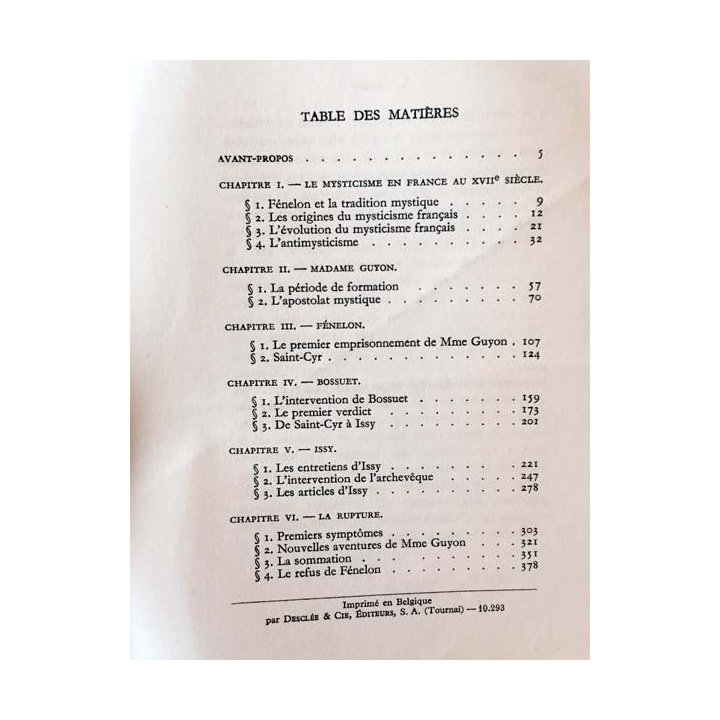 TABLE DES MATIÈRES
AVANT-PROPOS . . . . . . . . . . . . . . 5
CHAPITRE I. — LE MYSTICISME EN FRANCE AU XVIIe SIÈCLE.
§ 1. Fénelon et la tradition mystique . . . . . 9
§ 2. Les origines du mysticisme français . . . . 12
§ 3. L'évolution du mysticisme français . . . . 21
§ 4. L'antimysticisme . . . . . . . . . . 32
CHAPITRE II. — MADAME GUYON.
§ 1. La période de formation . . . . . . . 57
§ 2. L'apostolat mystique . . . . . . . . . 70
CHAPITRE III. — FÉNELON.
§ 1. Le premier emprisonnement de Mme Guyon . 107
§ 2. Saint-Cyr . . . . . . . . . . . . . 124
CHAPITRE IV. — BOSSUET.
§ 1. L'intervention de Bossuet . . . . . . . 159
§ 2. Le premier verdict . . . . . . . . . 173
§ 3. De Saint-Cyr à Issy . . . . . . . . . 201
CHAPITRE V. — ISSY.
§ 1. Les entretiens d'Issy . . . . . . . . 221
§ 2. L'intervention de l'archevêque . . . . . . 247
§ 3. Les articles d'Issy . . . . . . . . . . 278
CHAPITRE VI. — LA RUPTURE.
§ 1. Premiers symptômes . . . . . . . . . 303
§ 2. Nouvelles aventures de Mme Guyon . . . . 321
§ 3. La sommation . . . . . . . . . . . 351
§ 4. Le refus de Fénelon . . . . . . . . . 378
Imprimé en Belgique
par DESCLÉE & CIE, ÉDITEURS, S. A. (Tournai) — 10.293